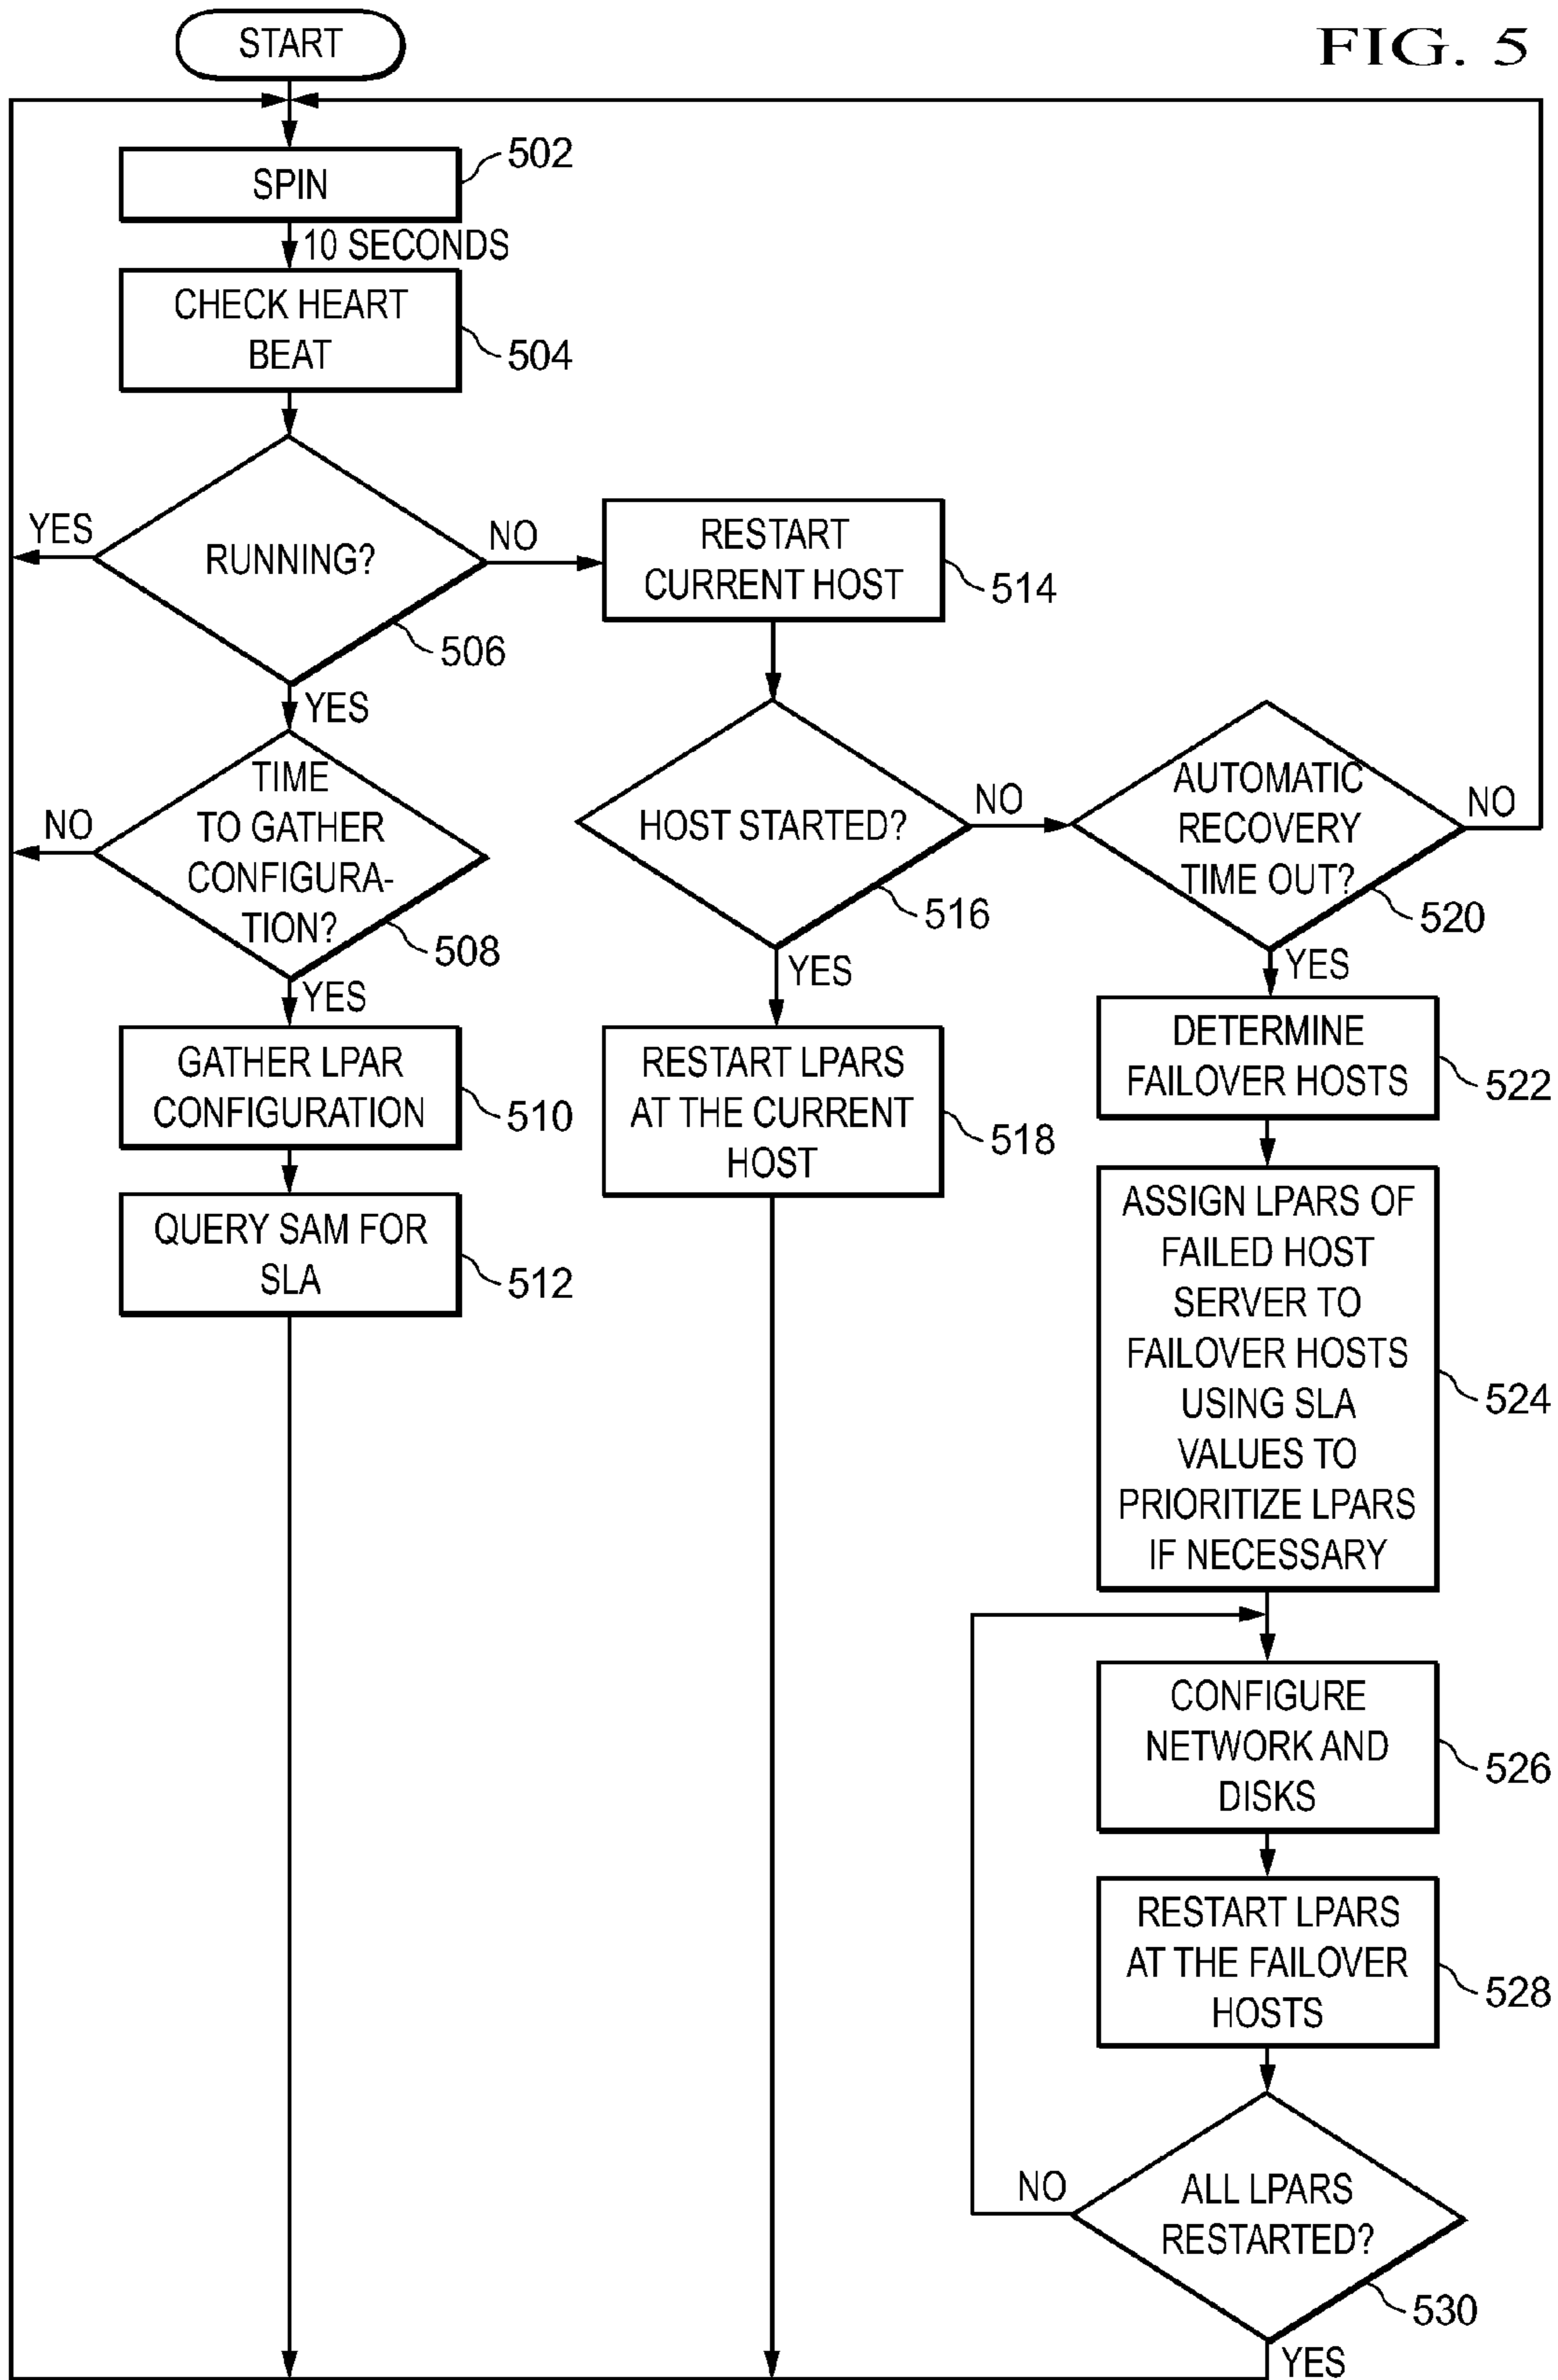 START
FIG. 5
SPIN
502
10 SECONDS
CHECK HEART
BEAT
504
YES
RUNNING?
NO
506
YES
RESTART
CURRENT HOST
514
TIME
TO GATHER
CONFIGURA-
TION?
NO
508
YES
HOST STARTED?
NO
516
YES
AUTOMATIC
RECOVERY
TIME OUT?
NO
520
YES
GATHER LPAR
CONFIGURATION
510
QUERY SAM FOR
SLA
512
RESTART LPARS
AT THE CURRENT
HOST
518
DETERMINE
FAILOVER HOSTS
522
ASSIGN LPARS OF
FAILED HOST
SERVER TO
FAILOVER HOSTS
USING SLA
VALUES TO
PRIORITIZE LPARS
IF NECESSARY
524
CONFIGURE
NETWORK AND
DISKS
526
RESTART LPARS
AT THE FAILOVER
HOSTS
528
NO
ALL LPARS
RESTARTED?
530
YES